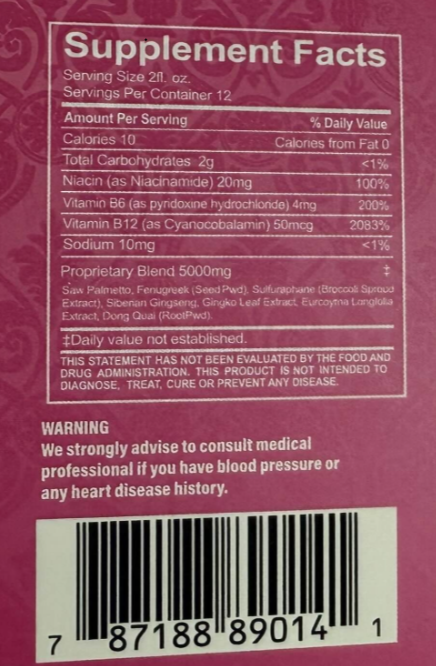 Supplement Facts
Serving Size 2fl. oz.
Servings Per Container 12
Amount Per Serving % Daily Value
Calories 10 Calories from Fat 0
Total Carbohydrates 2g <1%
Niacin (as Niacinamide) 20mg 100%
Vitamin B6 (as pyridoxine hydrochloride) 4mg 200%
Vitamin B12 (as Cyanocobalamin) 50mcg 2083%
Sodium 10mg <1%
Proprietary Blend 5000mg ‡
Saw Palmetto, Fenugreek (Seed Pwd), Sulfuraphane (Broccoli Sproud
Extract), Siberian Gingseng, Gingko Leaf Extract, Eurcoyma Longfolia
Extract, Dong Quai (RootPwd).
‡Daily value not established.
THIS STATEMENT HAS NOT BEEN EVALUATED BY THE FOOD AND
DRUG ADMINISTRATION. THIS PRODUCT IS NOT INTENDED TO
DIAGNOSE, TREAT, CURE OR PREVENT ANY DISEASE.
WARNING
We strongly advise to consult medical
professional if you have blood pressure or
any heart disease history.
7 87188 89014 1